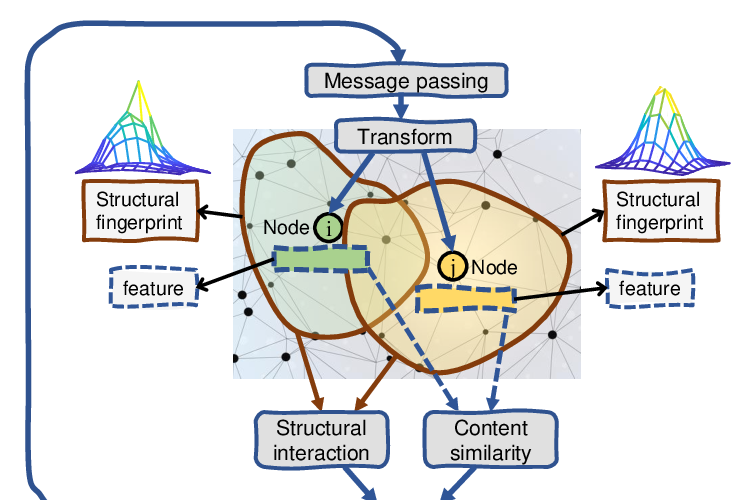 Message passing
Transform
Structural
fingerprint
Structural
fingerprint
Node i
j Node
feature
feature
Structural
interaction
Content
similarity